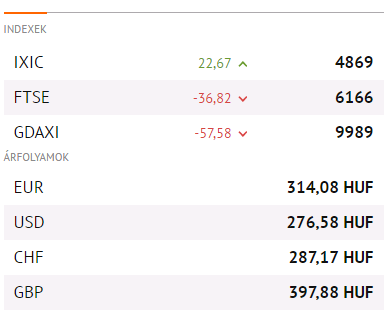 INDEXEK
IXIC 22,67 4869
FTSE -36,82 6166
GDAXI -57,58 9989
ÁRFOLYAMOK
EUR 314,08 HUF
USD 276,58 HUF
CHF 287,17 HUF
GBP 397,88 HUF